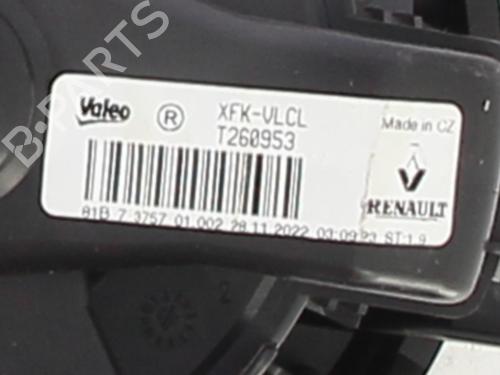 B-PARTS
Valeo R XFK-VLCL
T260953
Made in CZ
RENAULT
81B 7 3757 01.002 28.11.2022 03:09:23 ST:1.9
2